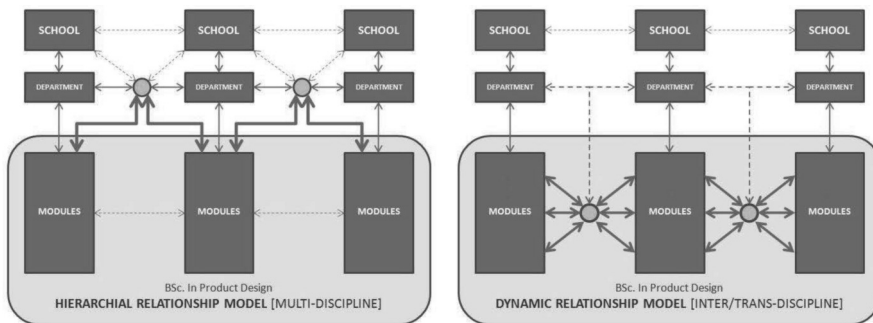 SCHOOL SCHOOL SCHOOL
DEPARTMENT DEPARTMENT DEPARTMENT
MODULES MODULES MODULES
BSc. In Product Design
HIERARCHIAL RELATIONSHIP MODEL [MULTI-DISCIPLINE]
SCHOOL SCHOOL SCHOOL
DEPARTMENT DEPARTMENT DEPARTMENT
MODULES MODULES MODULES
BSc. In Product Design
DYNAMIC RELATIONSHIP MODEL [INTER/TRANS-DISCIPLINE]